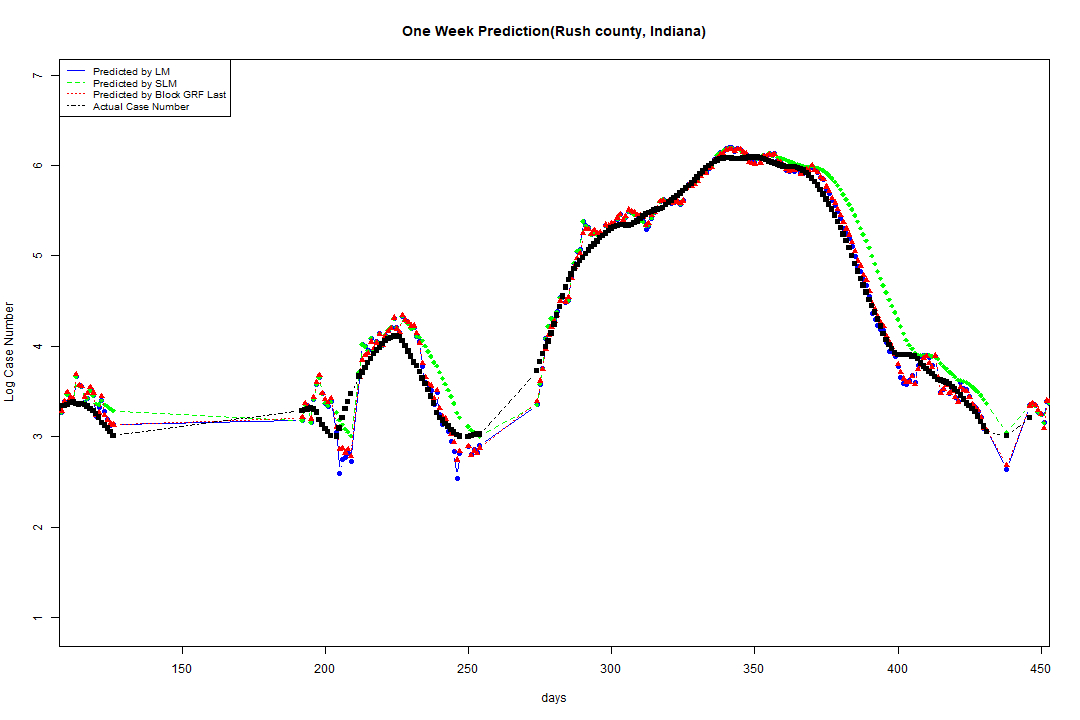 One Week Prediction(Rush county, Indiana)
Predicted by LM
Predicted by SLM
Predicted by Block GRF Last
Actual Case Number
7
6
5
4
3
2
1
Log Case Number
150
200
250
300
350
400
450
days